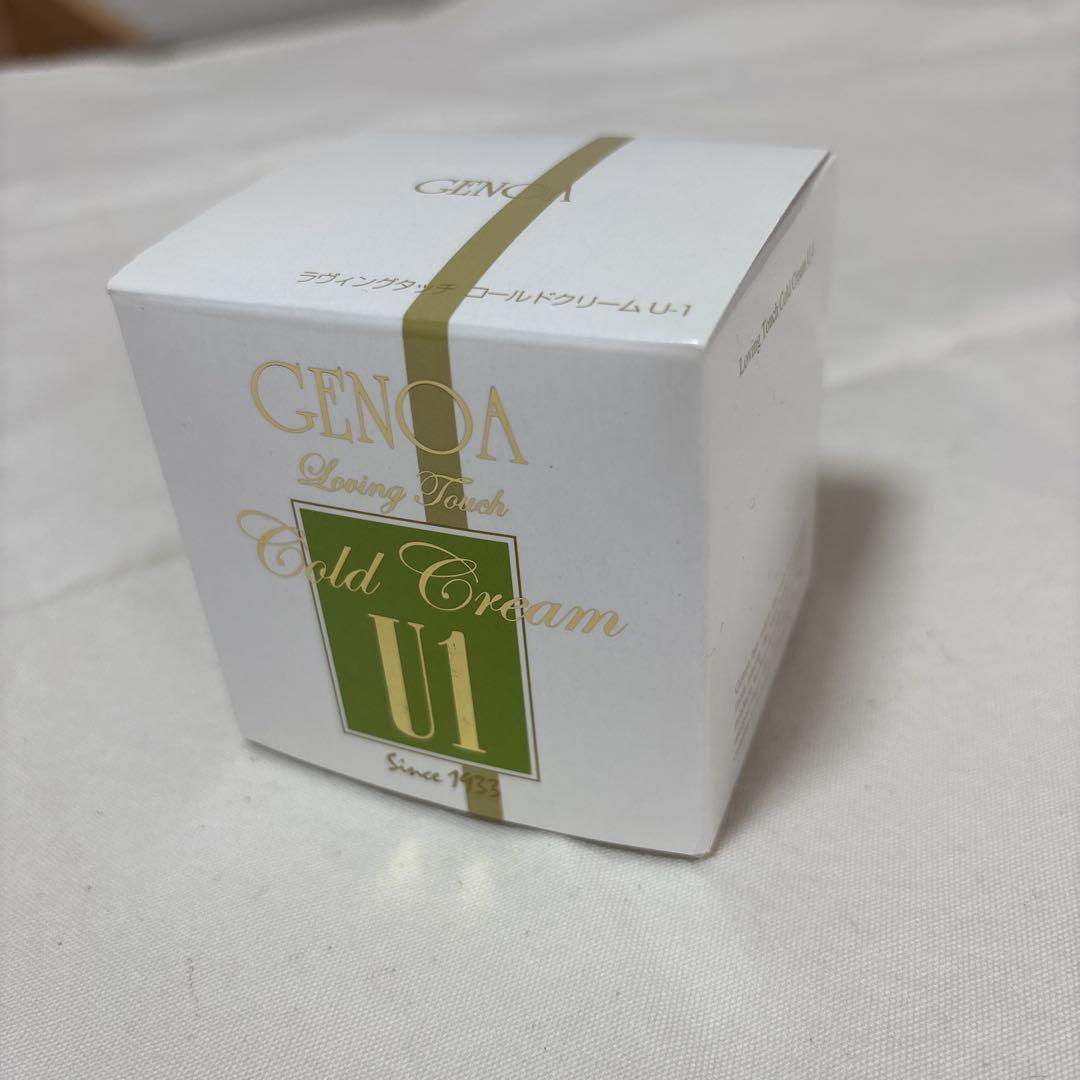 GENOA
ラヴィングタッチ コールドクリーム U-1
GENOA
Loving Touch
Cold Cream
U1
Since 1933
Loving Touch Cold Cream U-1